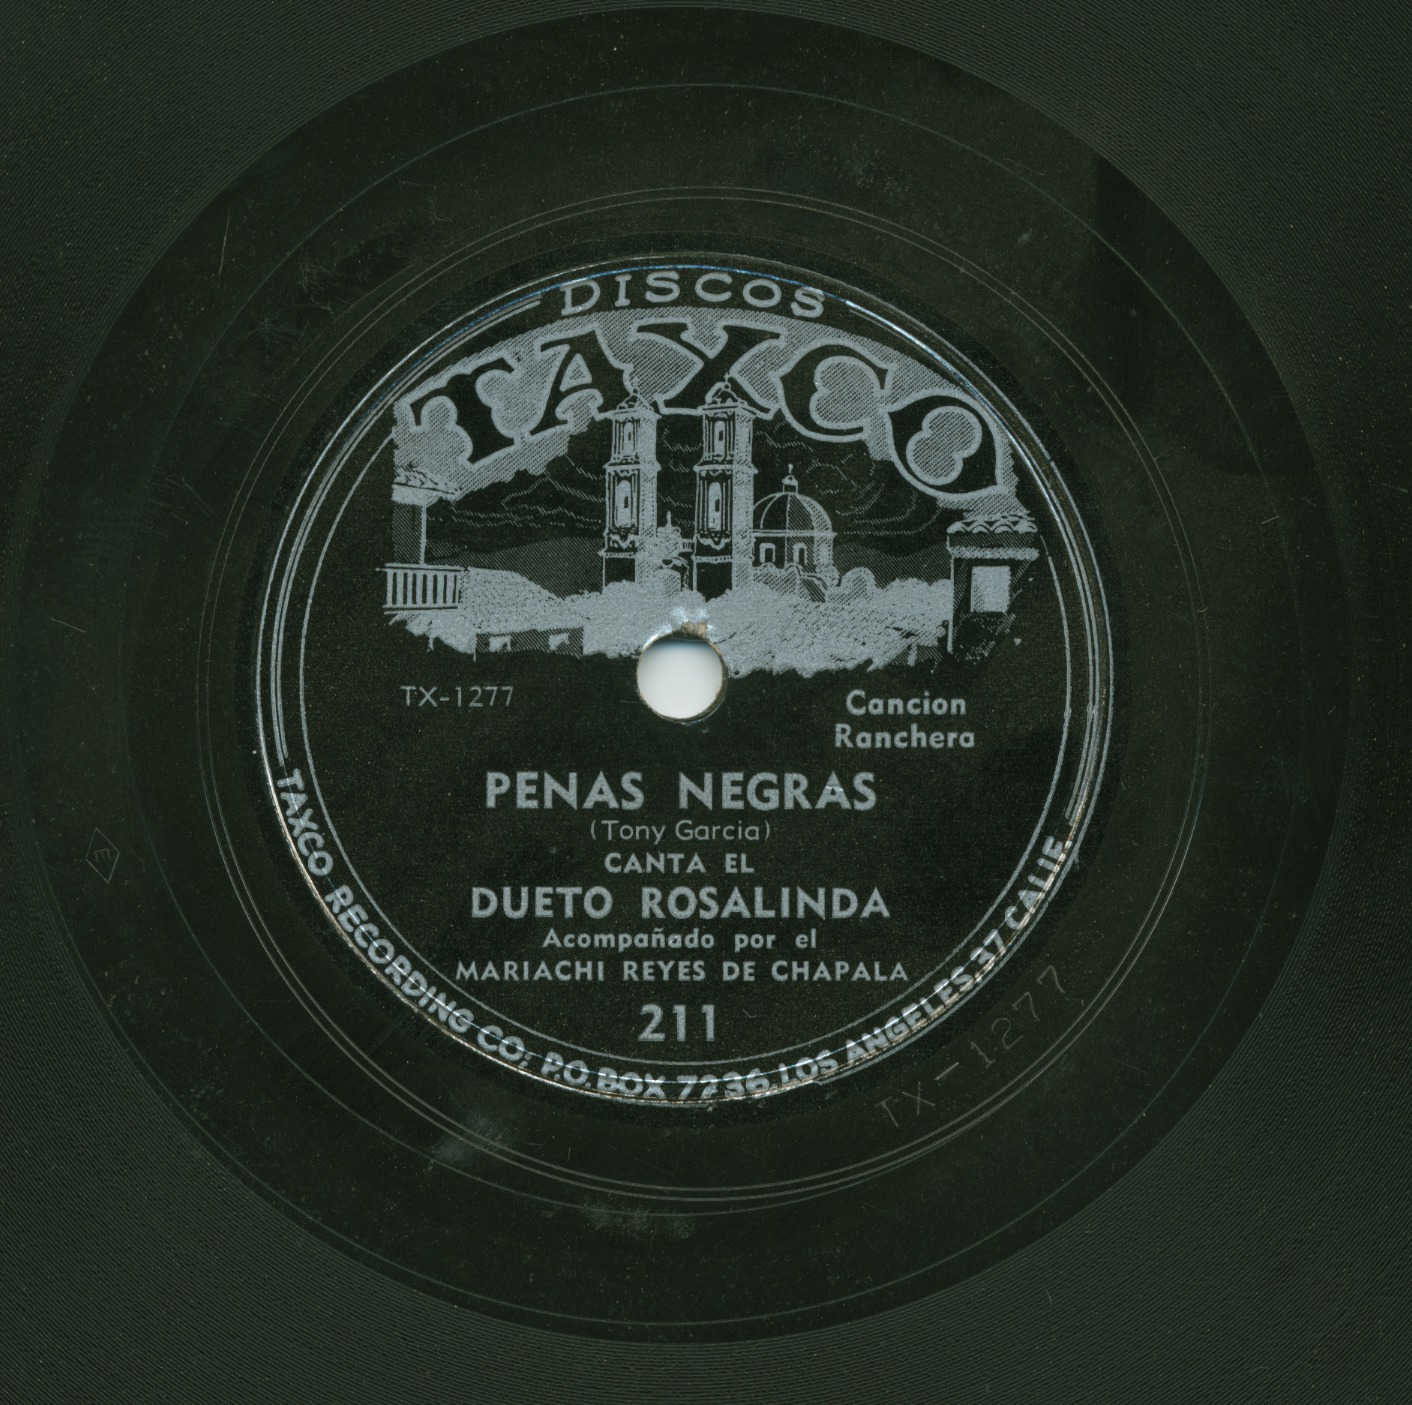 DISCOS
TAXCO
TX-1277
Cancion
Ranchera
PENAS NEGRAS
(Tony Garcia)
CANTA EL
DUETO ROSALINDA
Acompañado por el
MARIACHI REYES DE CHAPALA
211
TAXCO RECORDING CO; P.O. BOX 7236, LOS ANGELES, 37 CALIF.
TX-1277
E